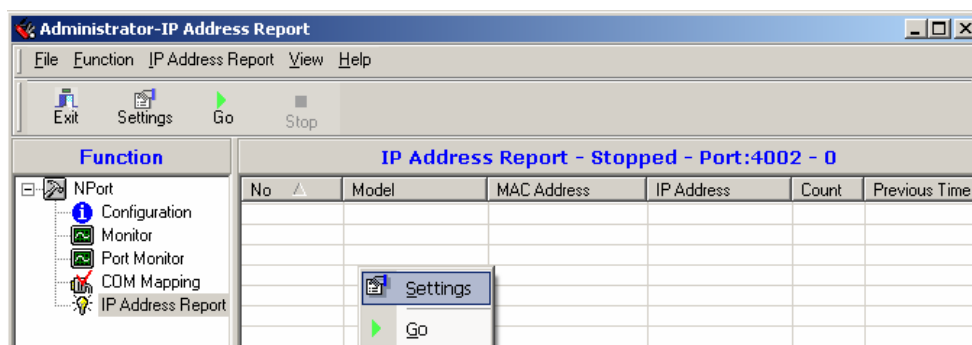 Administrator-IP Address Report
File Function IP Address Report View Help
Exit Settings Go Stop
Function
IP Address Report - Stopped - Port:4002 - 0
No Model MAC Address IP Address Count Previous Time
NPort
Configuration
Monitor
Port Monitor
COM Mapping
IP Address Report
Settings
Go